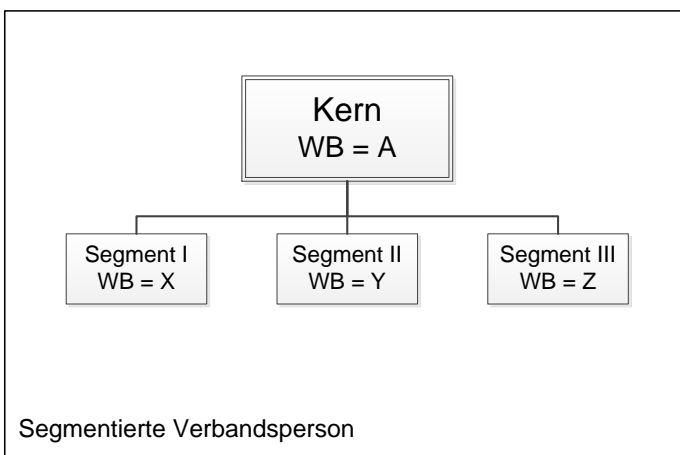 Kern
WB = A
Segment I
WB = X
Segment II
WB = Y
Segment III
WB = Z
Segmentierte Verbandsperson